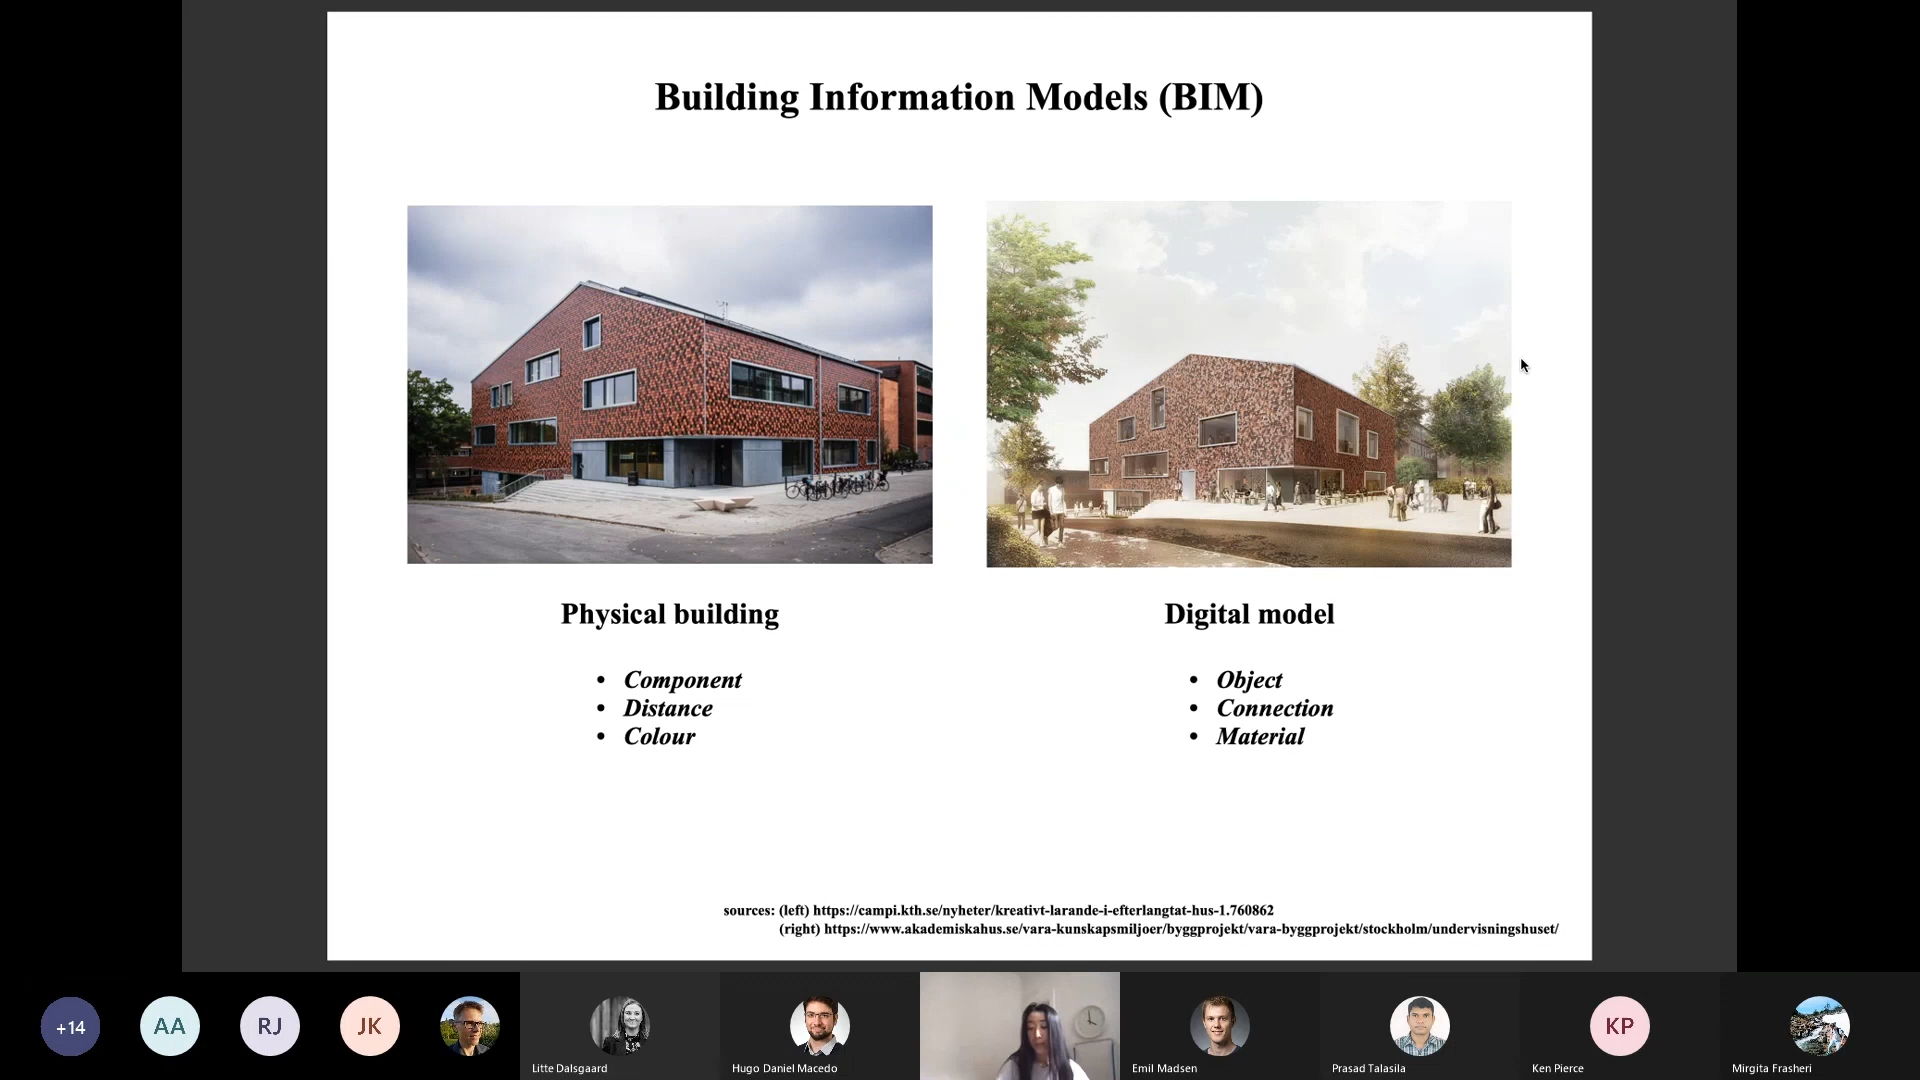 Building Information Models (BIM)
Physical building
• Component
• Distance
• Colour
Digital model
• Object
• Connection
• Material
sources: (left) https://campi.kth.se/nyheter/kreativt-larande-i-efterlangtat-hus-1.760862
(right) https://www.akademiskahus.se/vara-kunskapsmiljoer/byggprojekt/vara-byggprojekt/stockholm/undervisningshuset/
+14
AA
RJ
JK
Litte Dalsgaard
Hugo Daniel Macedo
Emil Madsen
Prasad Talasila
KP
Ken Pierce
Mirgita Frasheri